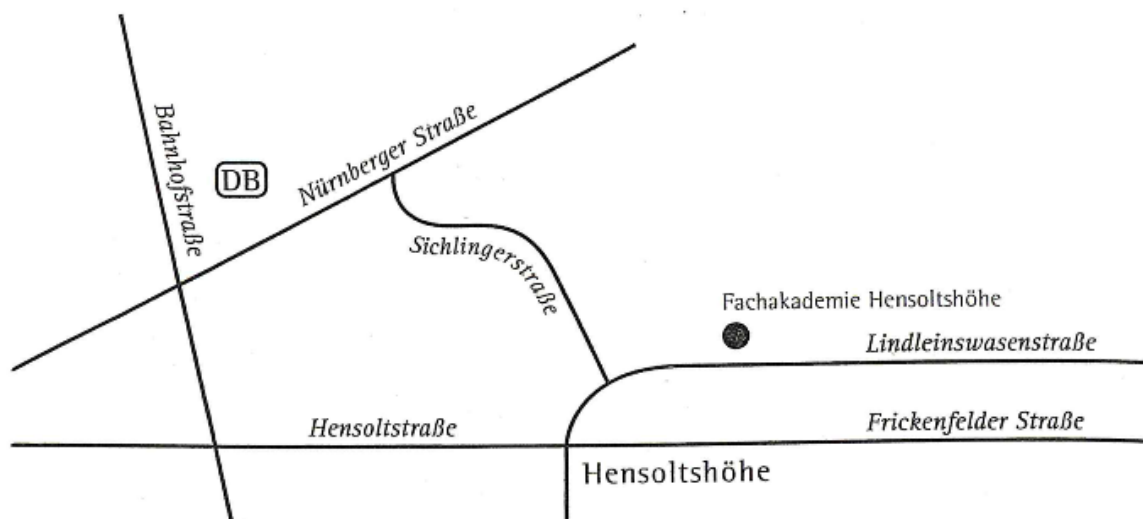 Bahnhofstraße
DB
Nürnberger Straße
Sichlingerstraße
Fachakademie Hensoltshöhe
Lindleinswasenstraße
Hensoltstraße
Frickenfelder Straße
Hensoltshöhe